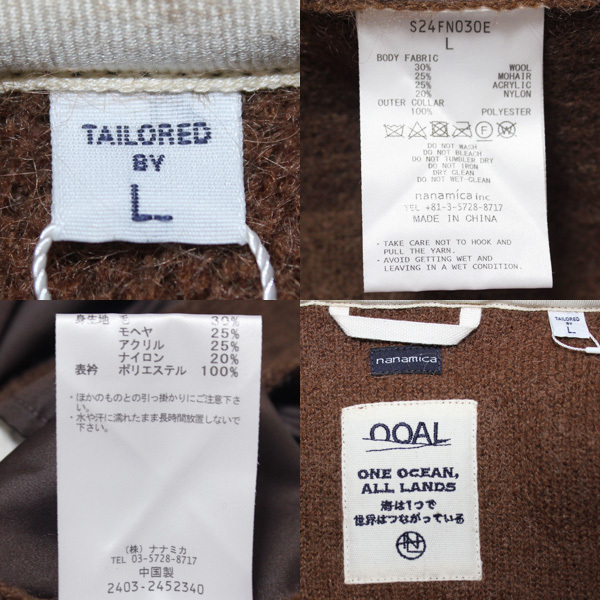 TAILORED
BY
L
S24FN030E
L
BODY FABRIC
30% WOOL
25% MOHAIR
25% ACRYLIC
20% NYLON
OUTER COLLAR
100% POLYESTER
DO NOT WASH
DO NOT BLEACH
DO NOT TUMBLER DRY
DO NOT IRON
DRY CLEAN
DO NOT WET-CLEAN
nanamica inc
TEL +81-3-5728-8717
MADE IN CHINA
・TAKE CARE NOT TO HOOK AND
PULL THE YARN.
・AVOID GETTING WET AND
LEAVING IN A WET CONDITION.
身生地 毛 30%
モヘヤ 25%
アクリル 25%
ナイロン 20%
表衿 ポリエステル 100%
・ほかのものとの引っ掛かりにご注意下
さい。
・水や汗に濡れたまま長時間放置しないで
下さい。
(株) ナナミカ
TEL 03-5728-8717
中国製
2403-2452340
TAILORED
BY
L
nanamica
OOAL
ONE OCEAN,
ALL LANDS
海は1つで
世界はつながっている